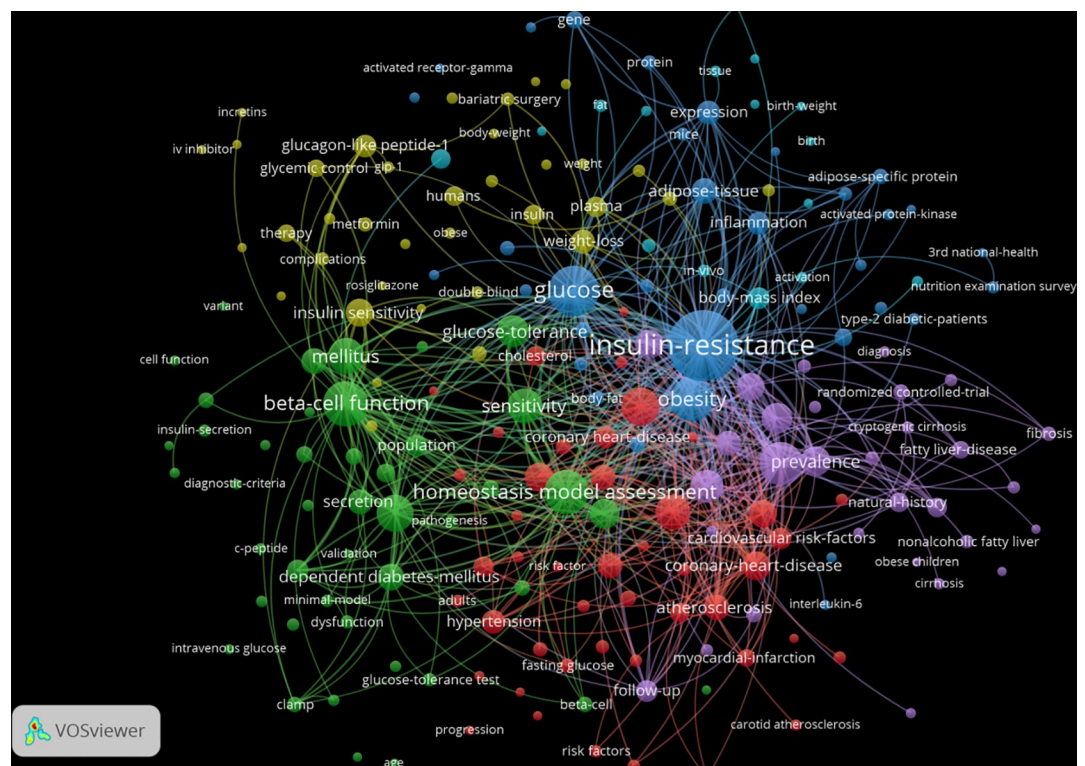 gene
protein
activated receptor-gamma
tissue
bariatric surgery
fat
birth-weight
incretins
expression
body-weight
mice
birth
glucagon-like peptide-1
iv inhibitor
glycemic control
glp-1
weight
adipose-specific protein
humans
adipose-tissue
plasma
insulin
activated protein-kinase
metformin
inflammation
therapy
obese
weight-loss
3rd national-health
complications
in-vivo
activation
rosiglitazone
double-blind
glucose
nutrition examination survey
body-mass index
variant
insulin sensitivity
type-2 diabetic-patients
glucose-tolerance
insulin-resistance
mellitus
cholesterol
diagnosis
cell function
randomized controlled-trial
body-fat
obesity
beta-cell function
sensitivity
insulin-secretion
cryptogenic cirrhosis
fibrosis
coronary heart-disease
population
fatty liver-disease
prevalence
diagnostic-criteria
homeostasis model assessment
secretion
natural-history
pathogenesis
cardiovascular risk-factors
nonalcoholic fatty liver
c-peptide
validation
obese children
risk factor
coronary-heart-disease
dependent diabetes-mellitus
cirrhosis
minimal-model
adults
interleukin-6
atherosclerosis
dysfunction
hypertension
intravenous glucose
myocardial-infarction
fasting glucose
glucose-tolerance test
follow-up
clamp
beta-cell
carotid atherosclerosis
progression
VOSviewer
risk factors
age